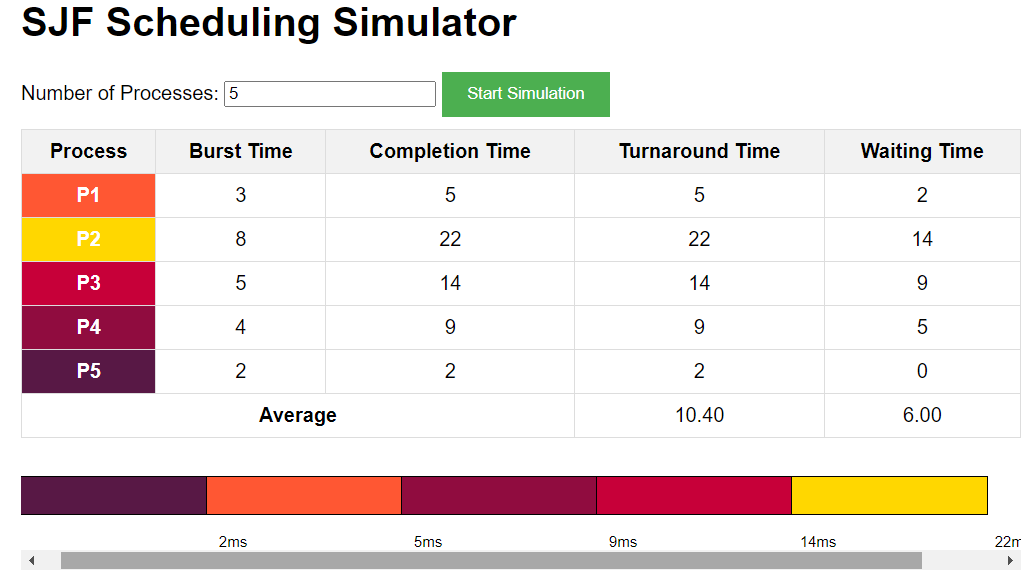 SJF Scheduling Simulator
Number of Processes: 5 Start Simulation
Process Burst Time Completion Time Turnaround Time Waiting Time
P1 3 5 5 2
P2 8 22 22 14
P3 5 14 14 9
P4 4 9 9 5
P5 2 2 2 0
Average 10.40 6.00
2ms 5ms 9ms 14ms 22m